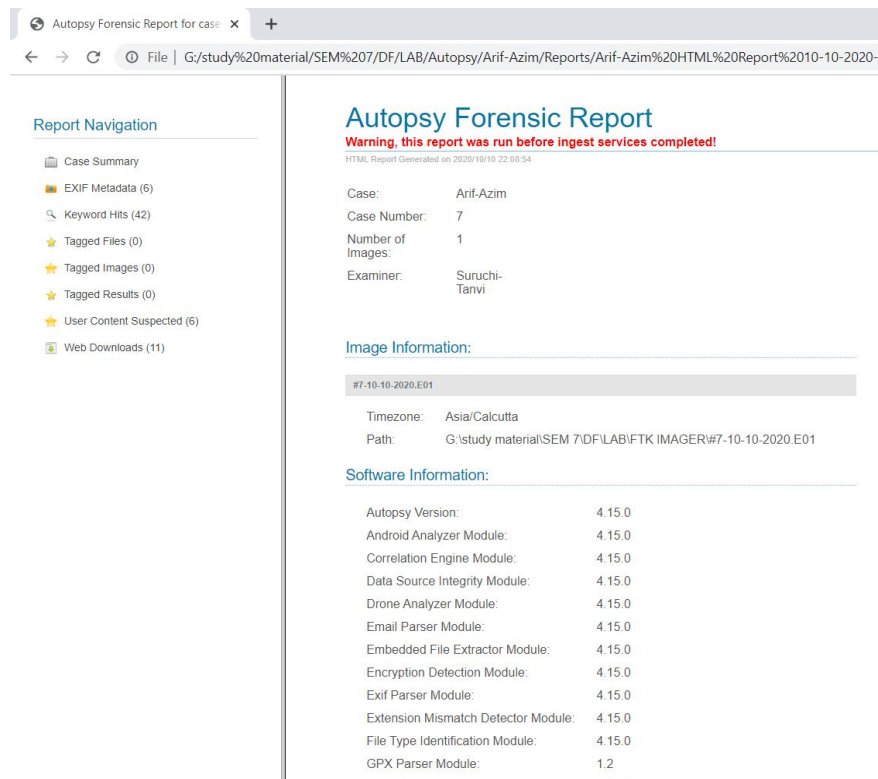 Autopsy Forensic Report for case
File | G:/study%20material/SEM%207/DF/LAB/Autopsy/Arif-Azim/Reports/Arif-Azim%20HTML%20Report%2010-10-2020-
Report Navigation
Case Summary
EXIF Metadata (6)
Keyword Hits (42)
Tagged Files (0)
Tagged Images (0)
Tagged Results (0)
User Content Suspected (6)
Web Downloads (11)
Autopsy Forensic Report
Warning, this report was run before ingest services completed!
HTML Report Generated on 2020/10/10 22:08:54
Case: Arif-Azim
Case Number: 7
Number of Images: 1
Examiner: Suruchi-
Tanvi
Image Information:
#7-10-10-2020.E01
Timezone: Asia/Calcutta
Path: G:\study material\SEM 7\DF\LAB\FTK IMAGER\#7-10-10-2020.E01
Software Information:
Autopsy Version: 4.15.0
Android Analyzer Module: 4.15.0
Correlation Engine Module: 4.15.0
Data Source Integrity Module: 4.15.0
Drone Analyzer Module: 4.15.0
Email Parser Module: 4.15.0
Embedded File Extractor Module: 4.15.0
Encryption Detection Module: 4.15.0
Exif Parser Module: 4.15.0
Extension Mismatch Detector Module: 4.15.0
File Type Identification Module: 4.15.0
GPX Parser Module: 1.2